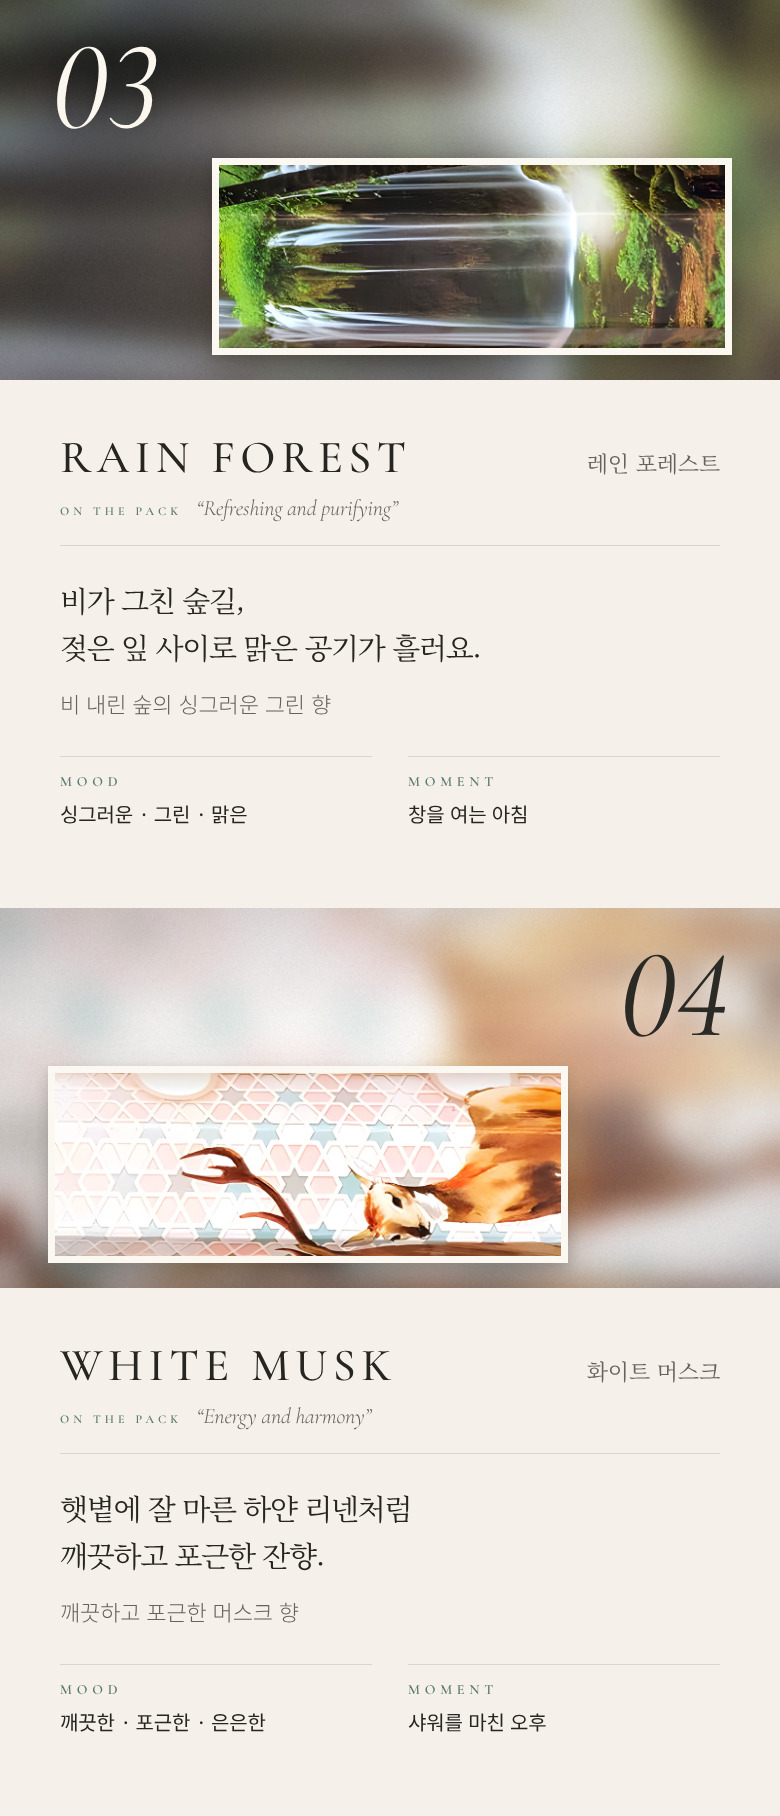 03
RAIN FOREST
레인 포레스트
ON THE PACK “Refreshing and purifying”
비가 그친 숲길,
젖은 잎 사이로 맑은 공기가 흘러요.
비 내린 숲의 싱그러운 그린 향
MOOD
싱그러운 · 그린 · 맑은
MOMENT
창을 여는 아침
04
WHITE MUSK
화이트 머스크
ON THE PACK “Energy and harmony”
햇볕에 잘 마른 하얀 리넨처럼
깨끗하고 포근한 잔향.
깨끗하고 포근한 머스크 향
MOOD
깨끗한 · 포근한 · 은은한
MOMENT
샤워를 마친 오후